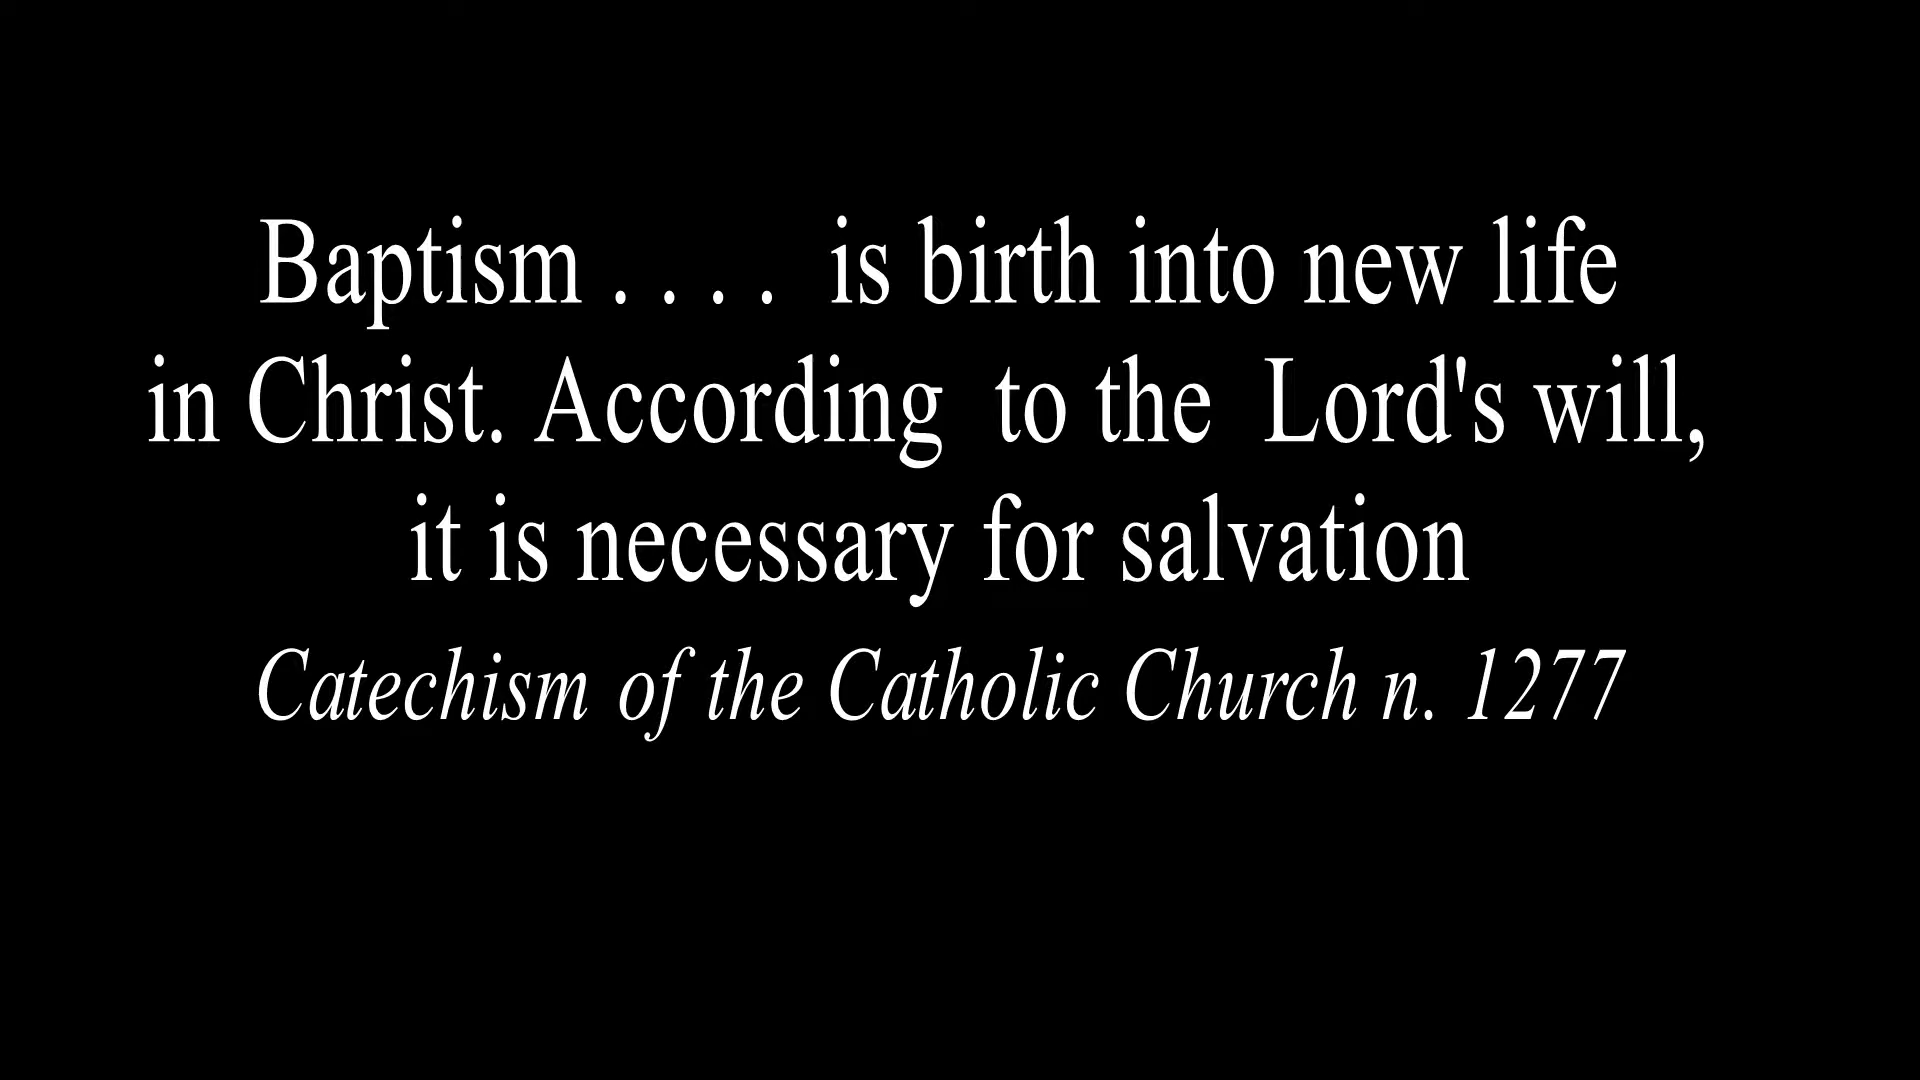 Baptism . . . .  is birth into new life
in Christ. According  to the  Lord's will,
it is necessary for salvation
Catechism of the Catholic Church n. 1277